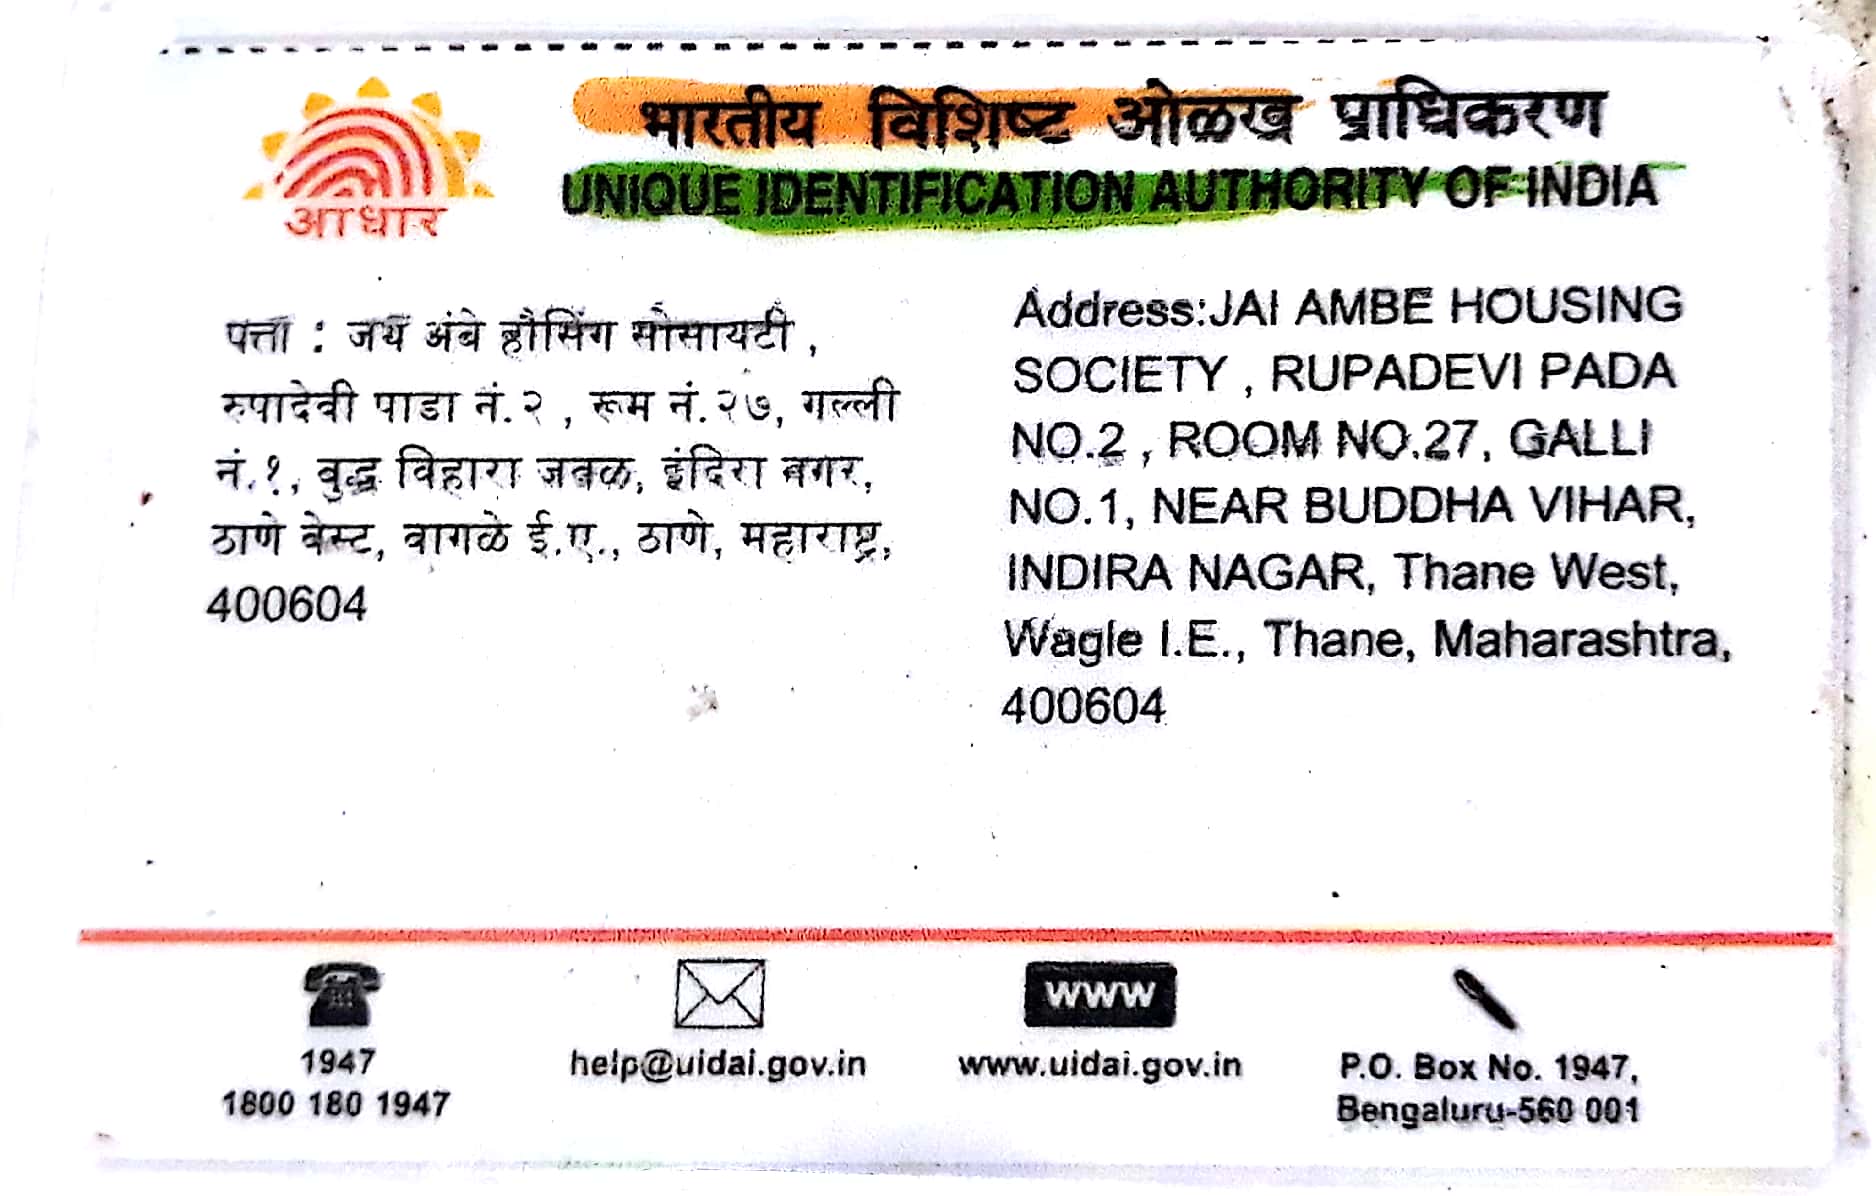 भारतीय विशिष्ट ओळख प्राधिकरण
UNIQUE IDENTIFICATION AUTHORITY OF INDIA
आधार
पत्ता : जय अंबे हौसिंग सोसायटी ,
रुपादेवी पाडा नं.२ , रूम नं.२७, गल्ली
नं.१, बुद्ध विहारा जवळ, इंदिरा नगर,
ठाणे वेस्ट, वागळे ई.ए., ठाणे, महाराष्ट्र,
400604
Address:JAI AMBE HOUSING
SOCIETY , RUPADEVI PADA
NO.2 , ROOM NO.27, GALLI
NO.1, NEAR BUDDHA VIHAR,
INDIRA NAGAR, Thane West,
Wagle I.E., Thane, Maharashtra,
400604
1947
1800 180 1947
help@uidai.gov.in
www
www.uidai.gov.in
P.O. Box No. 1947,
Bengaluru-560 001